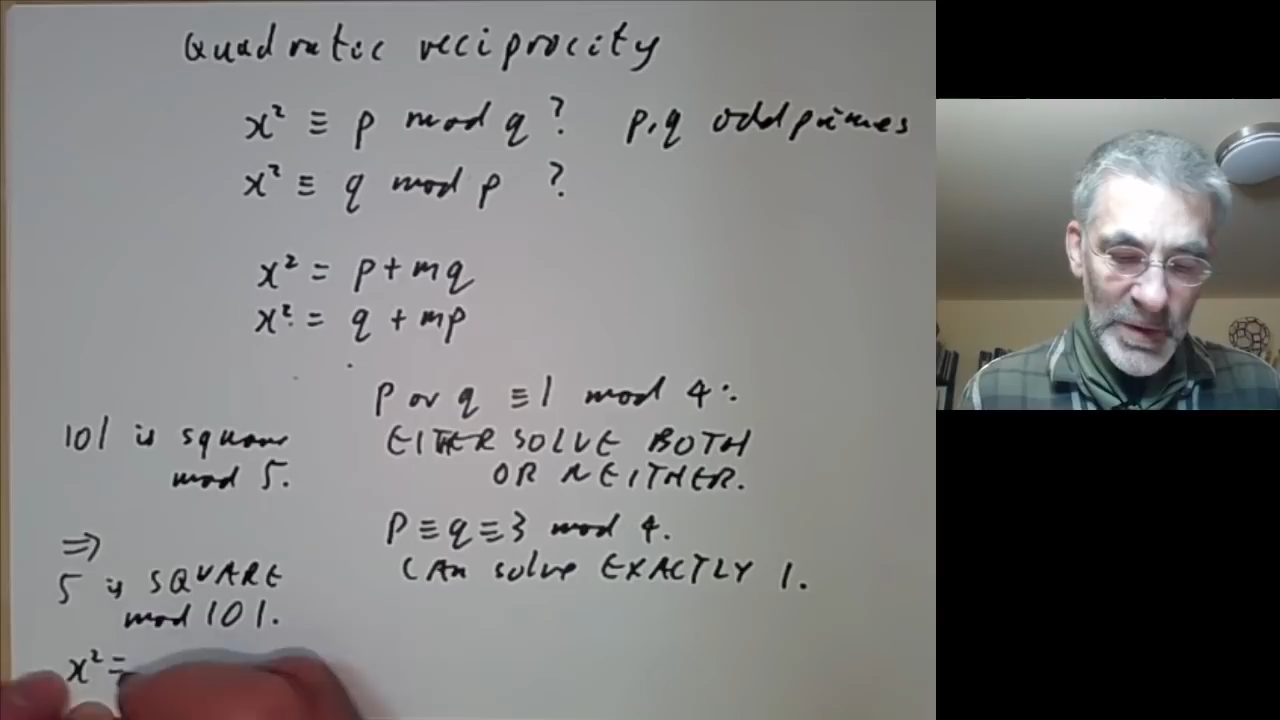 Quadratic reciprocity
x² ≡ p mod q ? p,q odd primes
x² ≡ q mod p ?
x² = p + mq
x² = q + mp
p or q ≡ 1 mod 4:
EITHER SOLVE BOTH
OR NEITHER.
p ≡ q ≡ 3 mod 4.
CAN solve EXACTLY 1.
101 is square
mod 5.
⇒
5 is SQUARE
mod 101.
x² =